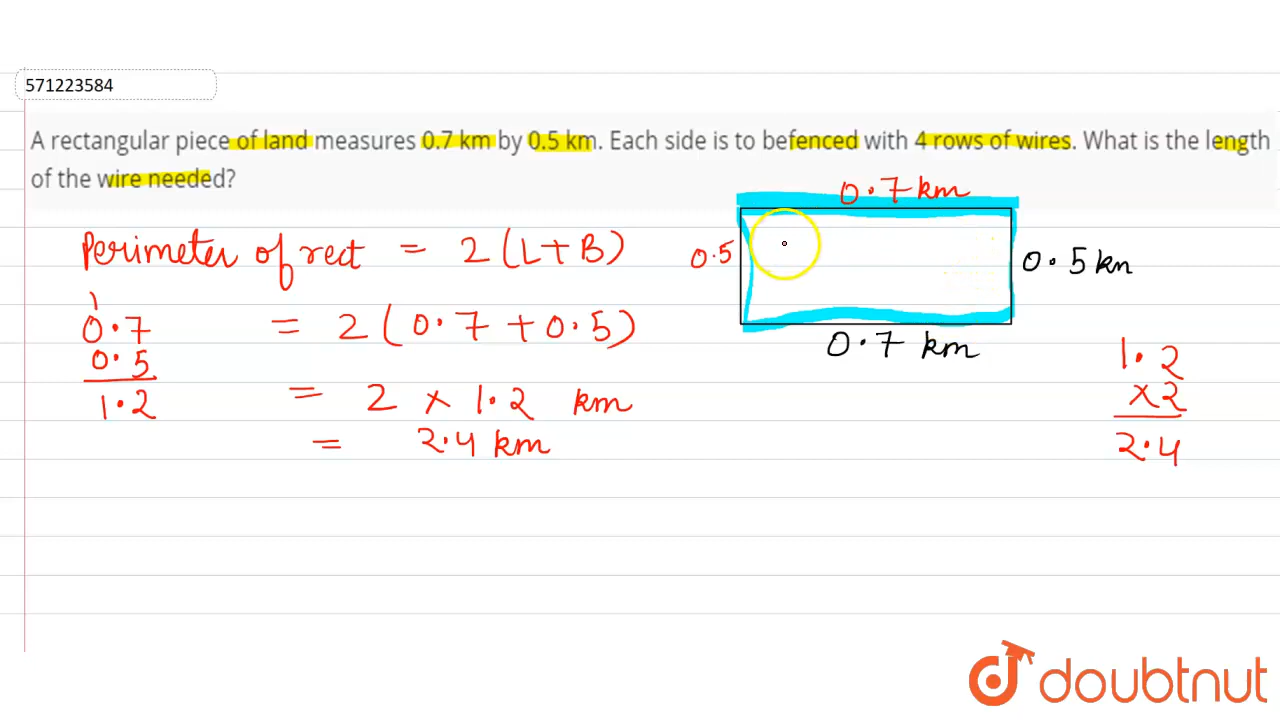 571223584
A rectangular piece of land measures 0.7 km by 0.5 km. Each side is to befenced with 4 rows of wires. What is the length
of the wire needed?
0.7 km
Perimeter of rect = 2 (L+B)
0.5
0.5 km
1
0.7
= 2 (0.7 + 0.5)
0.7 km
0.5
1.2
1.2
= 2 x 1.2 km
x2
= 2.4 km
2.4
doubtnut